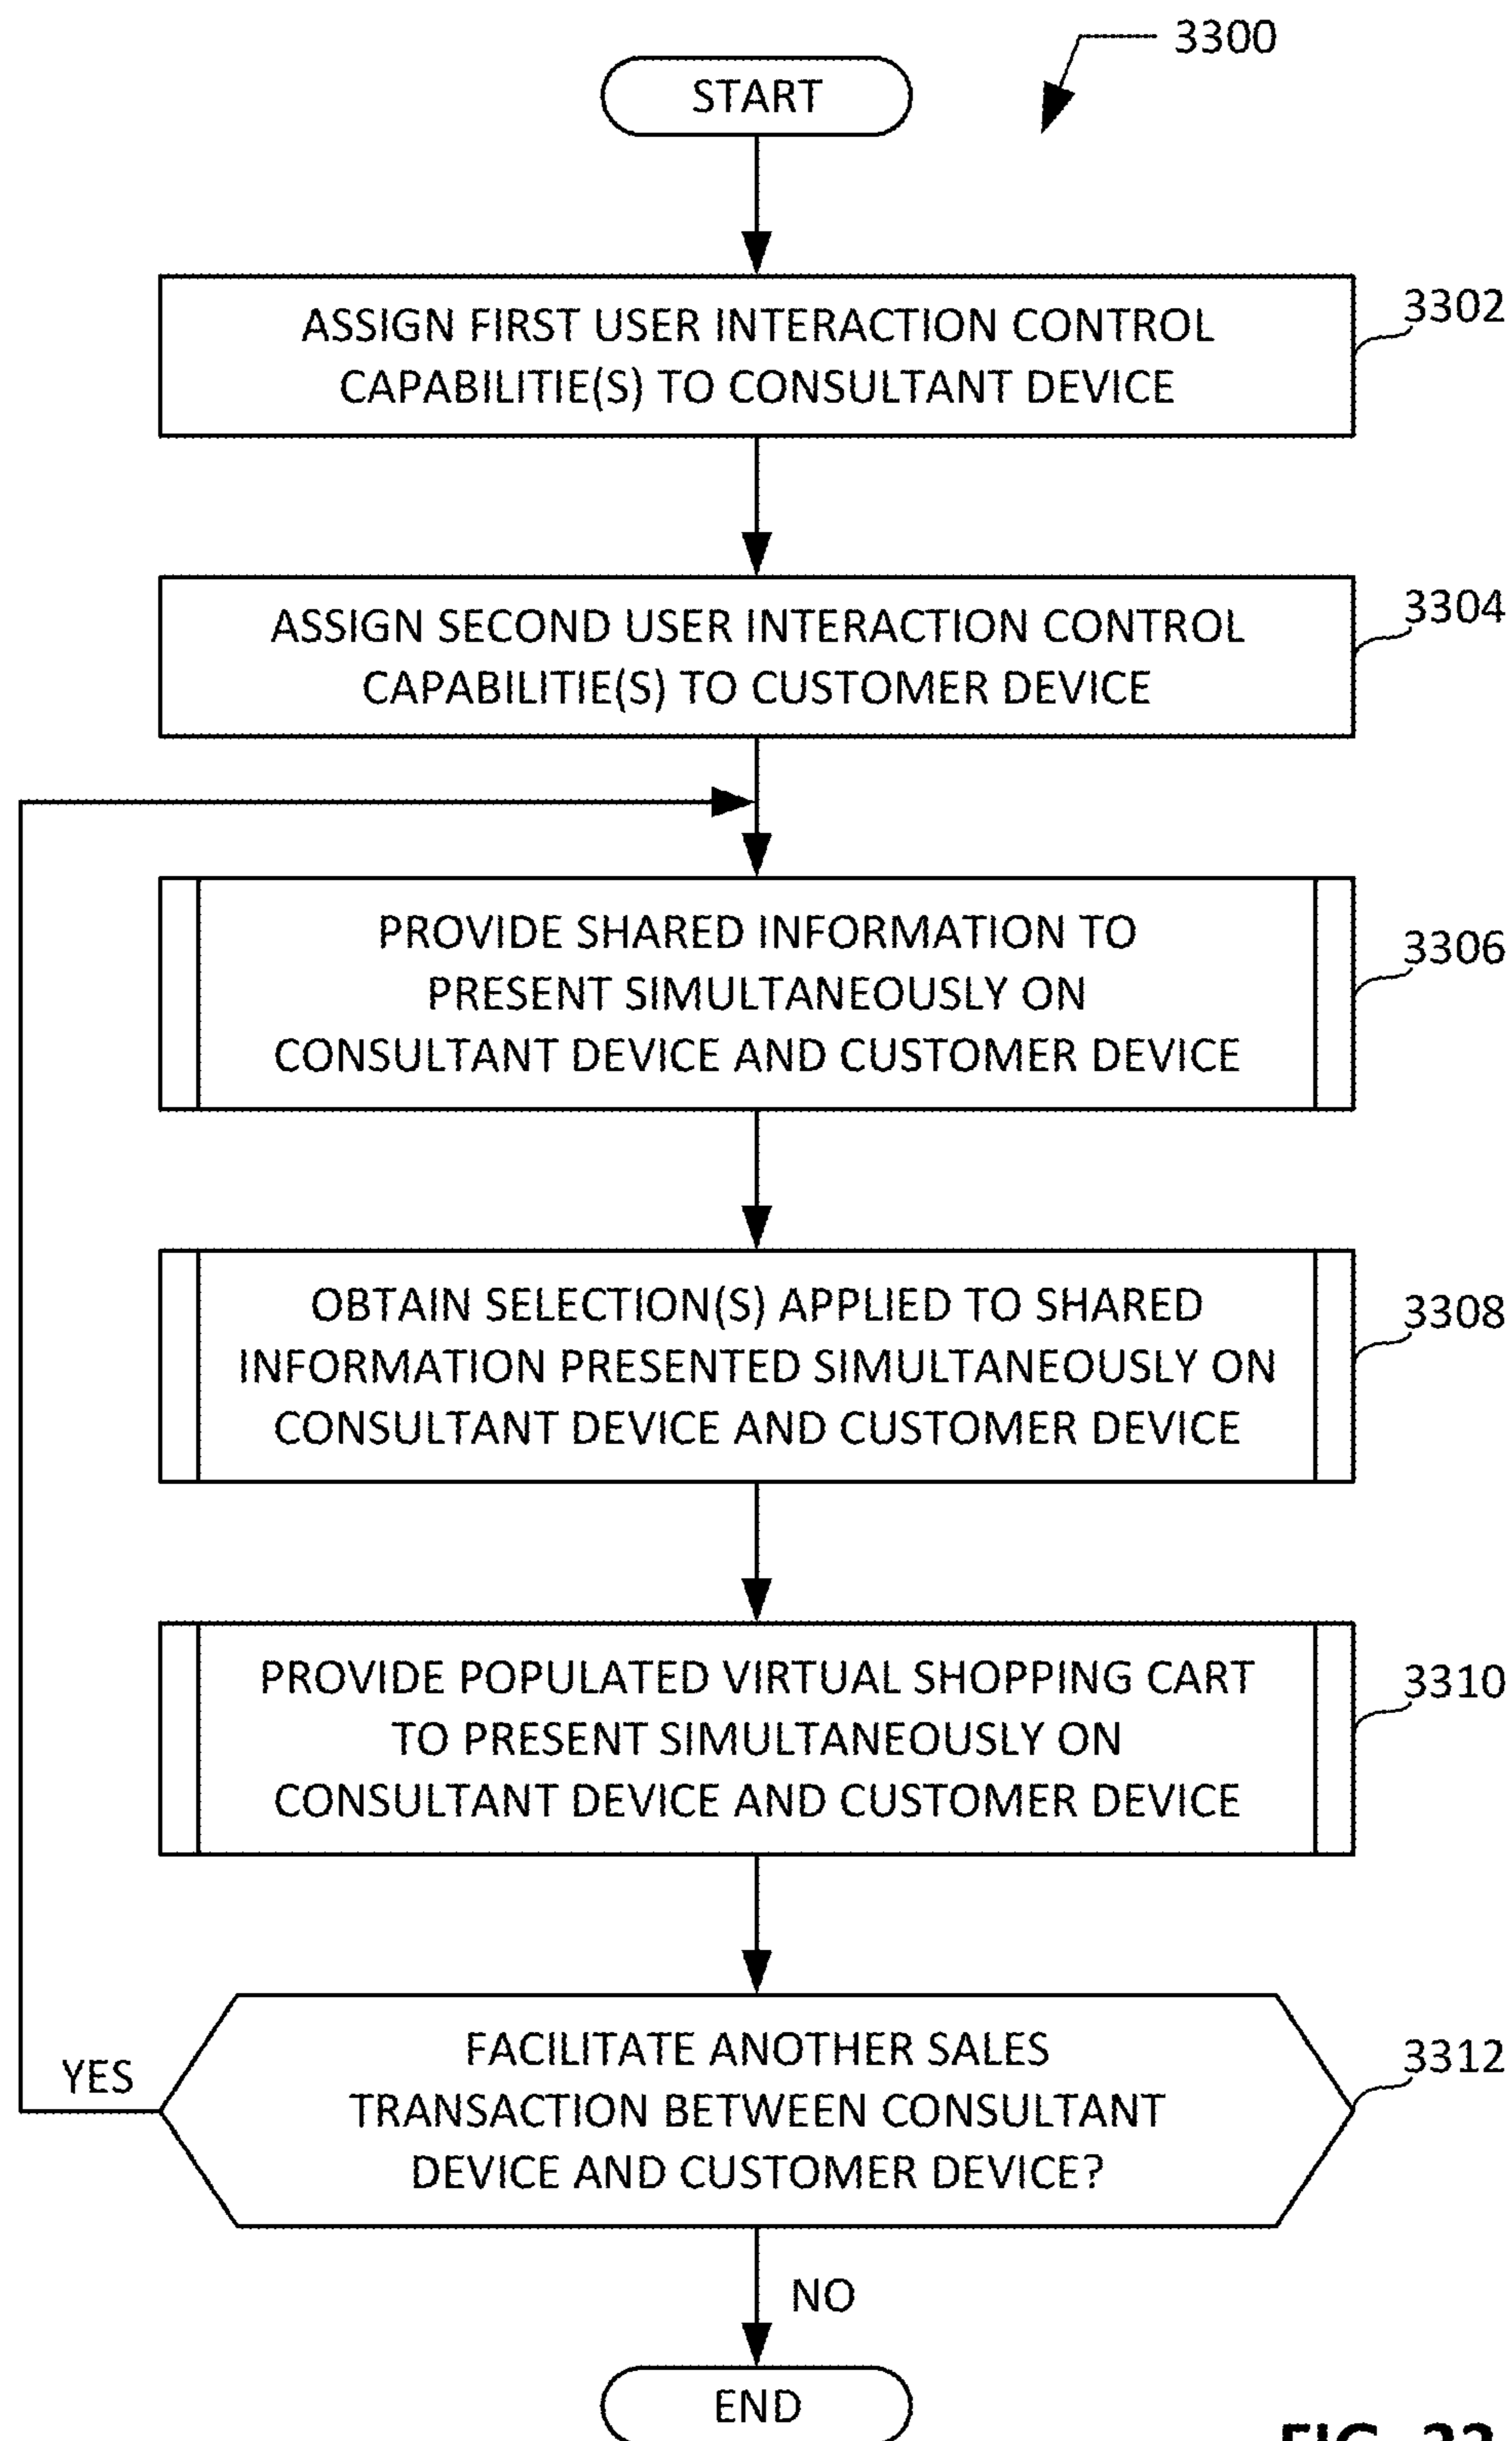 3300
START
ASSIGN FIRST USER INTERACTION CONTROL
CAPABILITIE(S) TO CONSULTANT DEVICE
3302
ASSIGN SECOND USER INTERACTION CONTROL
CAPABILITIE(S) TO CUSTOMER DEVICE
3304
PROVIDE SHARED INFORMATION TO
PRESENT SIMULTANEOUSLY ON
CONSULTANT DEVICE AND CUSTOMER DEVICE
3306
OBTAIN SELECTION(S) APPLIED TO SHARED
INFORMATION PRESENTED SIMULTANEOUSLY ON
CONSULTANT DEVICE AND CUSTOMER DEVICE
3308
PROVIDE POPULATED VIRTUAL SHOPPING CART
TO PRESENT SIMULTANEOUSLY ON
CONSULTANT DEVICE AND CUSTOMER DEVICE
3310
FACILITATE ANOTHER SALES
TRANSACTION BETWEEN CONSULTANT
DEVICE AND CUSTOMER DEVICE?
3312
YES
NO
END
FIG. 33